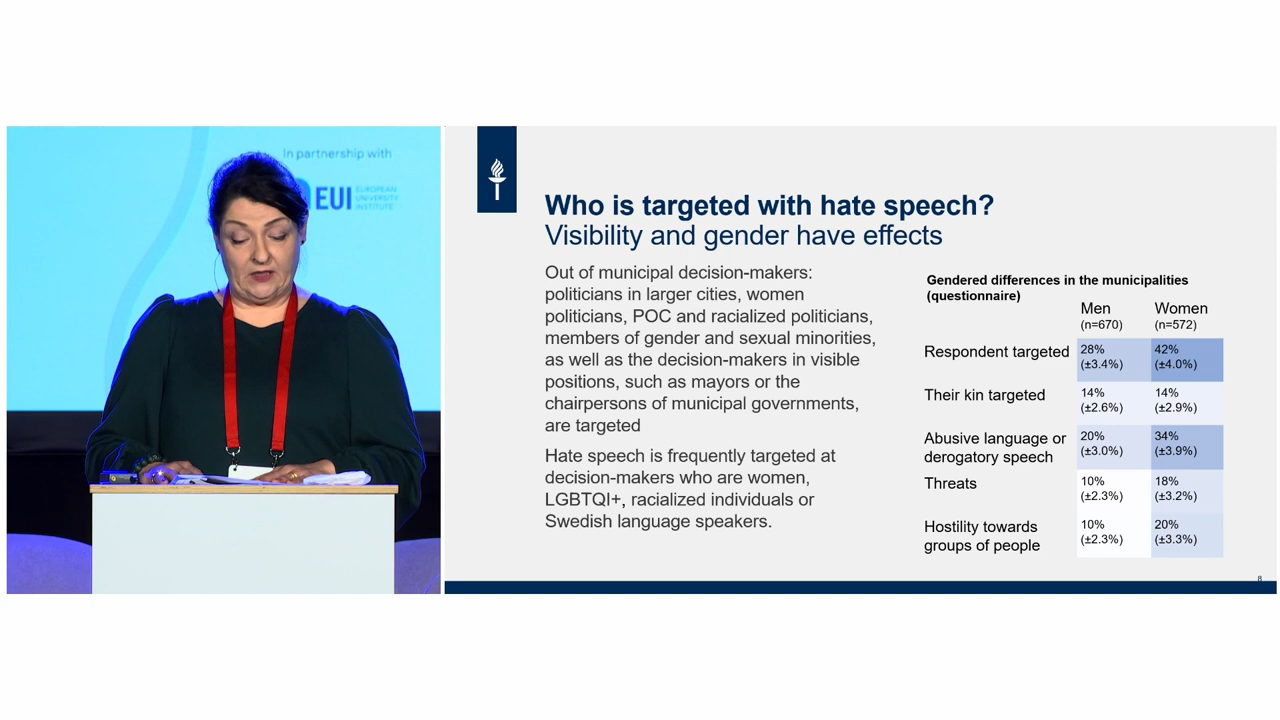 In partnership with
EUI
EUROPEAN
UNIVERSITY
INSTITUTE
Who is targeted with hate speech?
Visibility and gender have effects
Out of municipal decision-makers:
politicians in larger cities, women
politicians, POC and racialized politicians,
members of gender and sexual minorities,
as well as the decision-makers in visible
positions, such as mayors or the
chairpersons of municipal governments,
are targeted
Hate speech is frequently targeted at
decision-makers who are women,
LGBTQI+, racialized individuals or
Swedish language speakers.
Gendered differences in the municipalities
(questionnaire)
Men Women
(n=670) (n=572)
Respondent targeted 28% 42%
(±3.4%) (±4.0%)
Their kin targeted 14% 14%
(±2.6%) (±2.9%)
Abusive language or 20% 34%
derogatory speech (±3.0%) (±3.9%)
Threats 10% 18%
(±2.3%) (±3.2%)
Hostility towards 10% 20%
groups of people (±2.3%) (±3.3%)
8